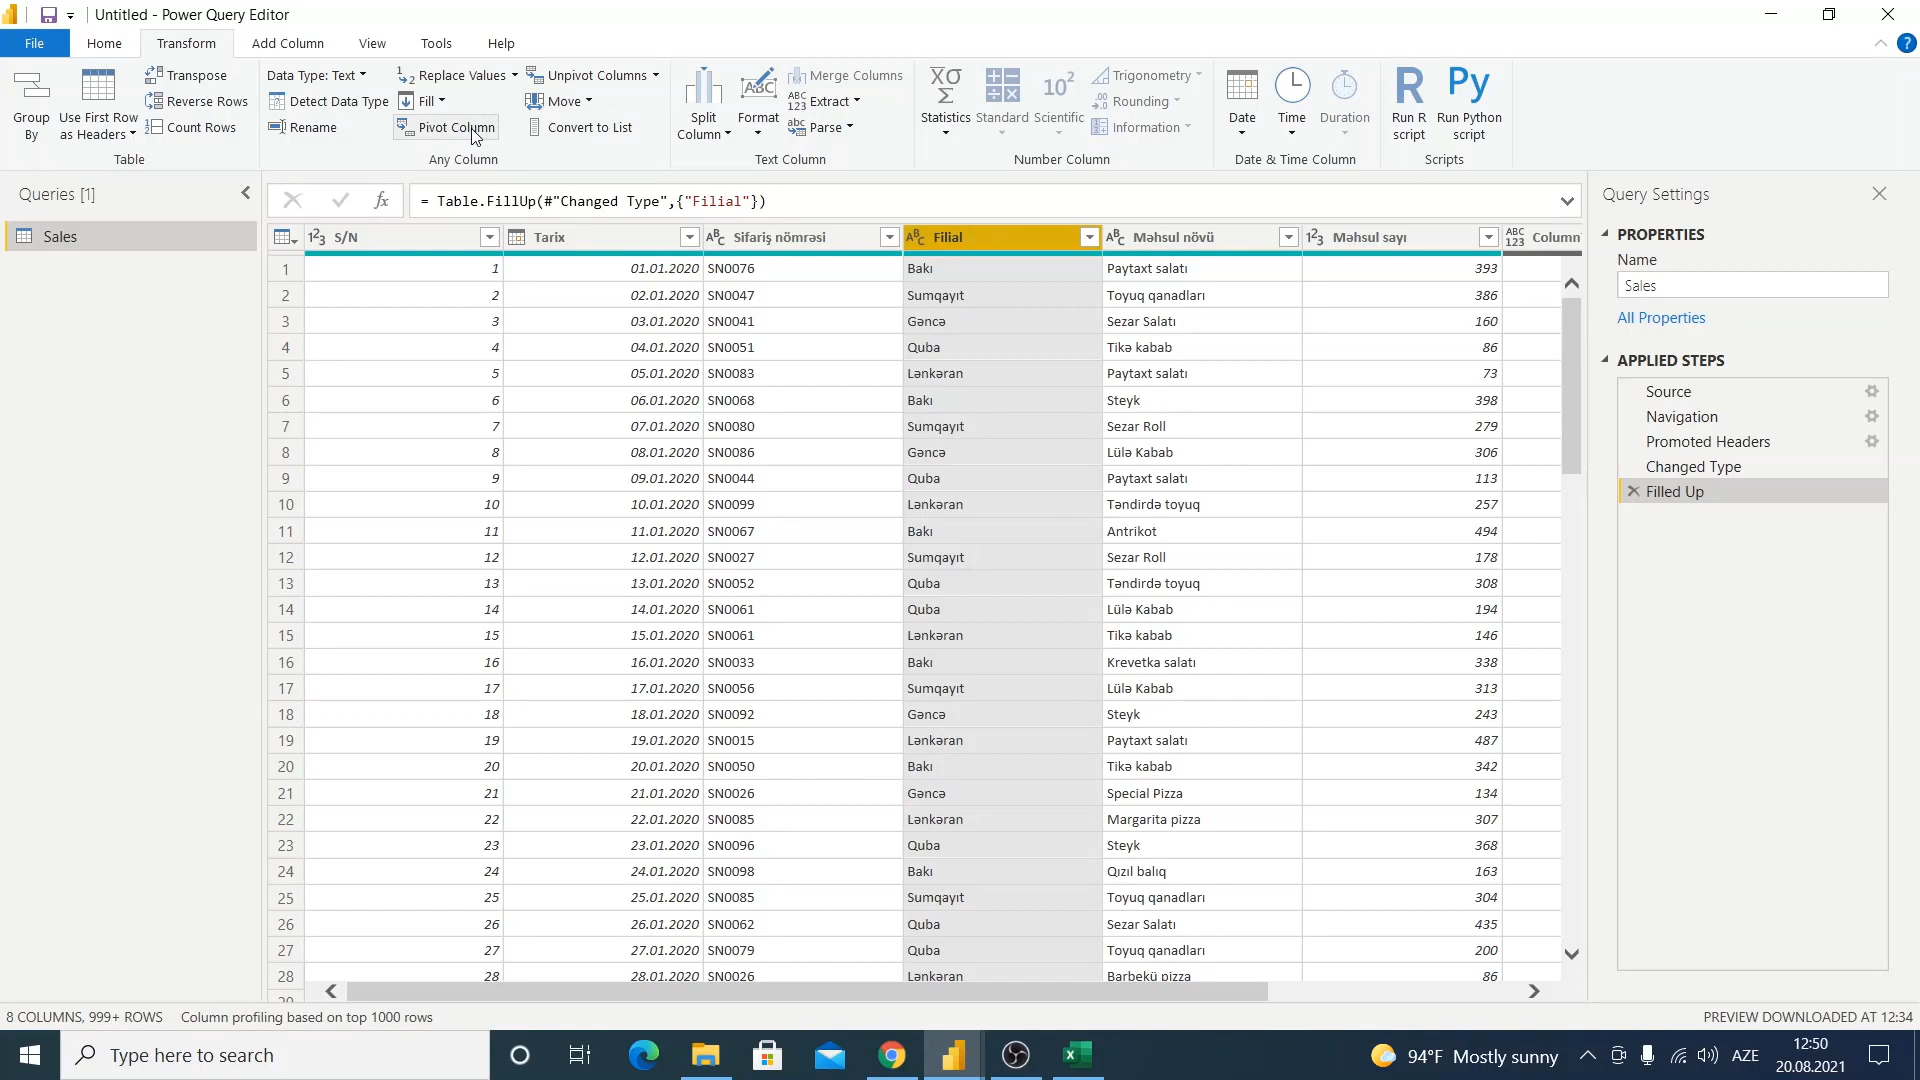 Untitled - Power Query Editor
File Home Transform Add Column View Tools Help
Group By
Use First Row as Headers
Transpose
Reverse Rows
Count Rows
Table
Data Type: Text
Detect Data Type
Rename
Replace Values
Fill
Pivot Column
Unpivot Columns
Move
Convert to List
Any Column
Split Column
Format
Merge Columns
Extract
Parse
Text Column
Statistics
Standard
Scientific
Trigonometry
Rounding
Information
Number Column
Date
Time
Duration
Date & Time Column
Run R script
Run Python script
Scripts
Queries [1]
Sales
= Table.FillUp(#"Changed Type",{"Filial"})
S/N Tarix Sifariş nömrəsi Filial Məhsul növü Məhsul sayı Column
1 1 01.01.2020 SN0076 Bakı Paytaxt salatı 393
2 2 02.01.2020 SN0047 Sumqayıt Toyuq qanadları 386
3 3 03.01.2020 SN0041 Gəncə Sezar Salatı 160
4 4 04.01.2020 SN0051 Quba Tikə kabab 86
5 5 05.01.2020 SN0083 Lənkəran Paytaxt salatı 73
6 6 06.01.2020 SN0068 Bakı Steyk 398
7 7 07.01.2020 SN0080 Sumqayıt Sezar Roll 279
8 8 08.01.2020 SN0086 Gəncə Lülə Kabab 306
9 9 09.01.2020 SN0044 Quba Paytaxt salatı 113
10 10 10.01.2020 SN0099 Lənkəran Təndirdə toyuq 257
11 11 11.01.2020 SN0067 Bakı Antrikot 494
12 12 12.01.2020 SN0027 Sumqayıt Sezar Roll 178
13 13 13.01.2020 SN0052 Quba Təndirdə toyuq 308
14 14 14.01.2020 SN0061 Quba Lülə Kabab 194
15 15 15.01.2020 SN0061 Lənkəran Tikə kabab 146
16 16 16.01.2020 SN0033 Bakı Krevetka salatı 338
17 17 17.01.2020 SN0056 Sumqayıt Lülə Kabab 313
18 18 18.01.2020 SN0092 Gəncə Steyk 243
19 19 19.01.2020 SN0015 Lənkəran Paytaxt salatı 487
20 20 20.01.2020 SN0050 Bakı Tikə kabab 342
21 21 21.01.2020 SN0026 Gəncə Special Pizza 134
22 22 22.01.2020 SN0085 Lənkəran Margarita pizza 307
23 23 23.01.2020 SN0096 Quba Steyk 368
24 24 24.01.2020 SN0098 Bakı Qızıl balıq 163
25 25 25.01.2020 SN0085 Sumqayıt Toyuq qanadları 304
26 26 26.01.2020 SN0062 Quba Sezar Salatı 435
27 27 27.01.2020 SN0079 Quba Toyuq qanadları 200
28 28 28.01.2020 SN0026 Lənkəran Barbekü pizza 86
Query Settings
PROPERTIES
Name
Sales
All Properties
APPLIED STEPS
Source
Navigation
Promoted Headers
Changed Type
Filled Up
8 COLUMNS, 999+ ROWS Column profiling based on top 1000 rows
PREVIEW DOWNLOADED AT 12:34
Type here to search
94°F Mostly sunny
AZE
12:50
20.08.2021